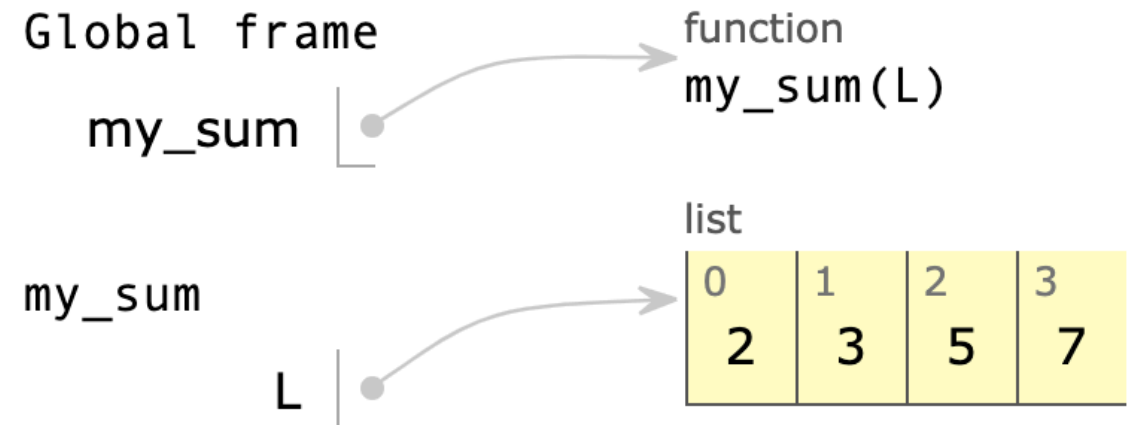 Global frame
function
my_sum
my_sum(L)
list
my_sum
0 1 2 3
2 3 5 7
L